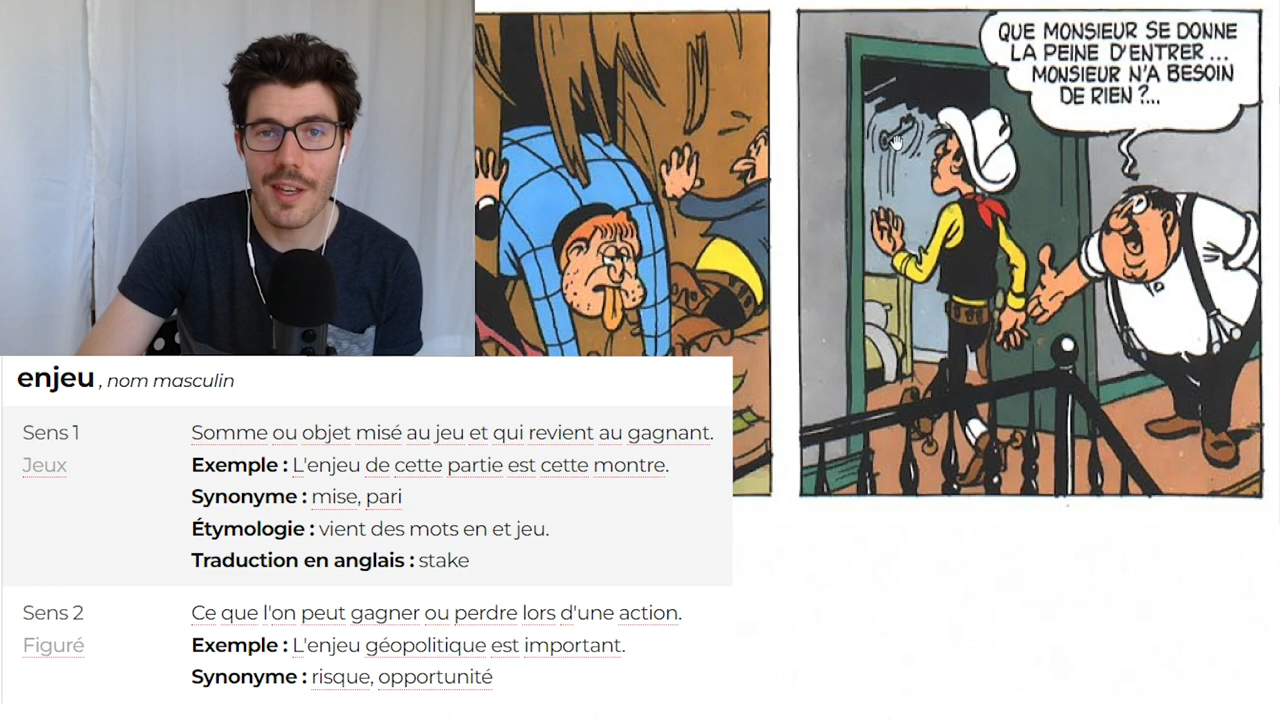 QUE MONSIEUR SE DONNE
LA PEINE D'ENTRER...
MONSIEUR N'A BESOIN
DE RIEN ?...
enjeu , nom masculin
Sens 1
Somme ou objet misé au jeu et qui revient au gagnant.
Jeux
Exemple : L'enjeu de cette partie est cette montre.
Synonyme : mise, pari
Étymologie : vient des mots en et jeu.
Traduction en anglais : stake
Sens 2
Ce que l'on peut gagner ou perdre lors d'une action.
Figuré
Exemple : L'enjeu géopolitique est important.
Synonyme : risque, opportunité